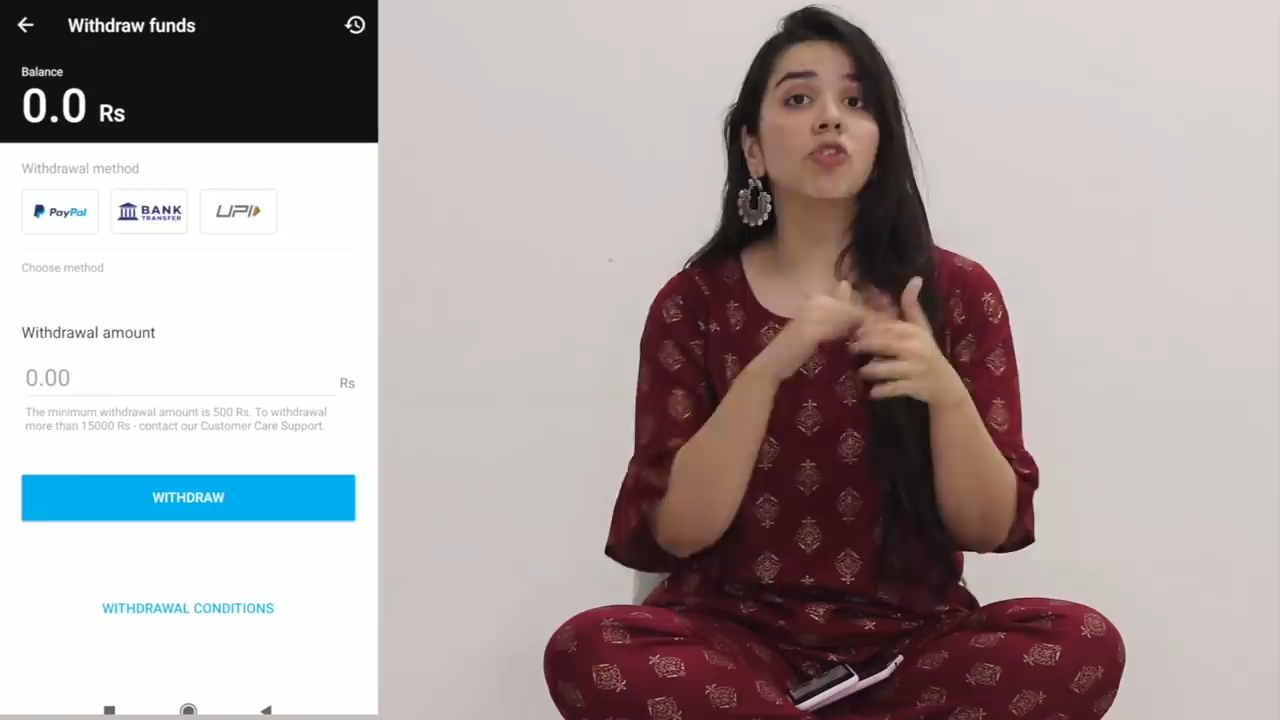 Withdraw funds
Balance
0.0 Rs
Withdrawal method
PayPal
BANK TRANSFER
UPI
Choose method
Withdrawal amount
0.00
Rs
The minimum withdrawal amount is 500 Rs. To withdrawal
more than 15000 Rs - contact our Customer Care Support.
WITHDRAW
WITHDRAWAL CONDITIONS